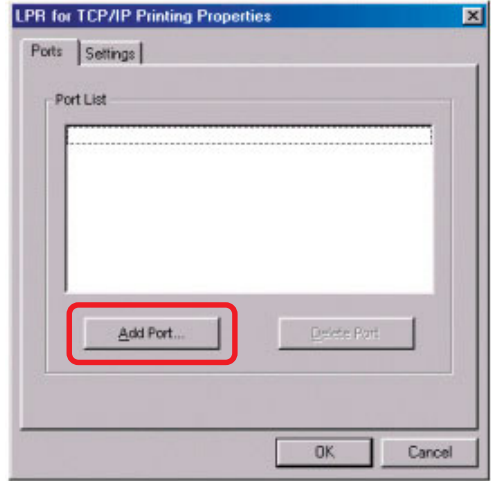 LPR for TCP/IP Printing Properties
Ports Settings
Port List
Add Port...
Delete Port
OK Cancel